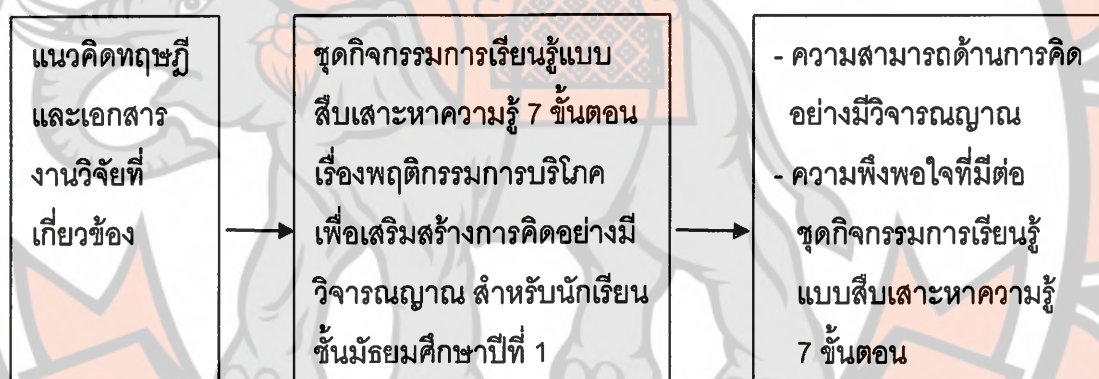 แนวคิดทฤษฎี
และเอกสาร
งานวิจัยที่
เกี่ยวข้อง
ชุดกิจกรรมการเรียนรู้แบบ
สืบเสาะหาความรู้ 7 ขั้นตอน
เรื่องพฤติกรรมการบริโภค
เพื่อเสริมสร้างการคิดอย่างมี
วิจารณญาณ สำหรับนักเรียน
ชั้นมัธยมศึกษาปีที่ 1
- ความสามารถด้านการคิด
อย่างมีวิจารณญาณ
- ความพึงพอใจที่มีต่อ
ชุดกิจกรรมการเรียนรู้
แบบสืบเสาะหาความรู้
7 ขั้นตอน